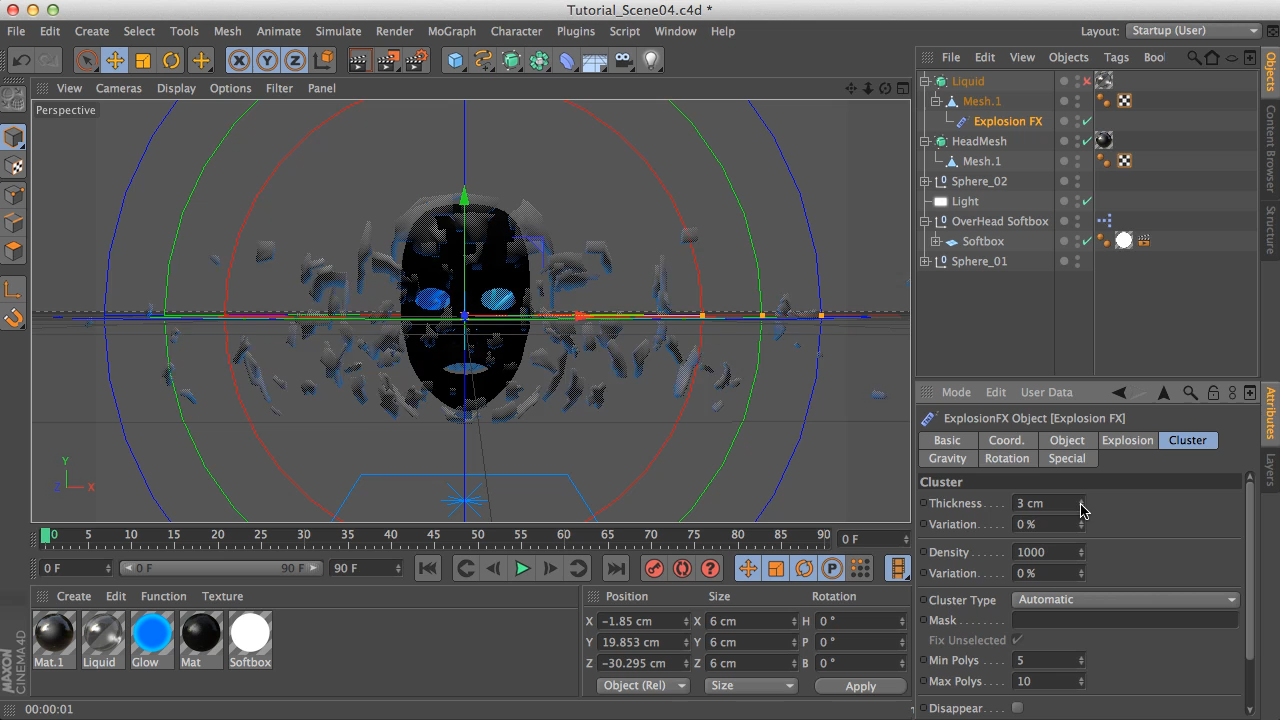 Tutorial_Scene04.c4d *
File Edit Create Select Tools Mesh Animate Simulate Render MoGraph Character Plugins Script Window Help Layout: Startup (User)
File Edit View Objects Tags Boo
View Cameras Display Options Filter Panel
Perspective
Liquid
Mesh.1
Explosion FX
HeadMesh
Mesh.1
Sphere_02
Light
OverHead Softbox
Softbox
Sphere_01
Objects
Content Browser
Structure
Y
Z X
Mode Edit User Data
ExplosionFX Object [Explosion FX]
Basic Coord. Object Explosion Cluster
Gravity Rotation Special
Cluster
Thickness.... 3 cm
Variation.... 0 %
Density...... 1000
Variation.... 0 %
Cluster Type Automatic
Mask........
Fix Unselected
Min Polys... 5
Max Polys... 10
Disappear...
Attributes
Layers
0 5 10 15 20 25 30 35 40 45 50 55 60 65 70 75 80 85 90 0 F
0 F 0 F 90 F 90 F
P
Create Edit Function Texture
Mat.1 Liquid Glow Mat Softbox
Position Size Rotation
X -1.85 cm X 6 cm H 0 °
Y 19.853 cm Y 6 cm P 0 °
Z -30.295 cm Z 6 cm B 0 °
Object (Rel) Size Apply
MAXON
CINEMA 4D
00:00:01